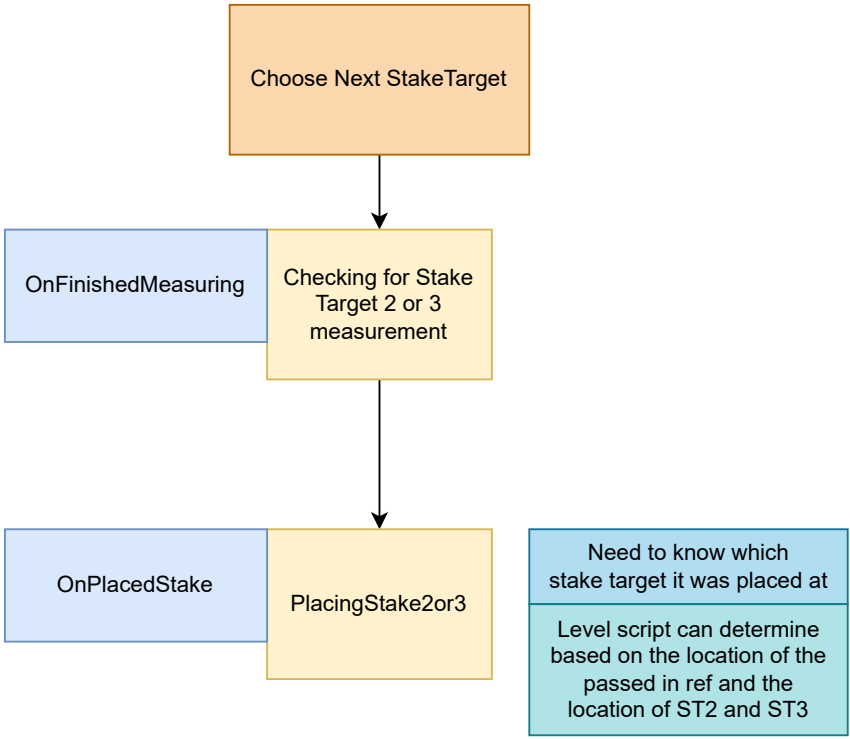 Choose Next StakeTarget
OnFinishedMeasuring
Checking for Stake
Target 2 or 3
measurement
OnPlacedStake
PlacingStake2or3
Need to know which
stake target it was placed at
Level script can determine
based on the location of the
passed in ref and the
location of ST2 and ST3